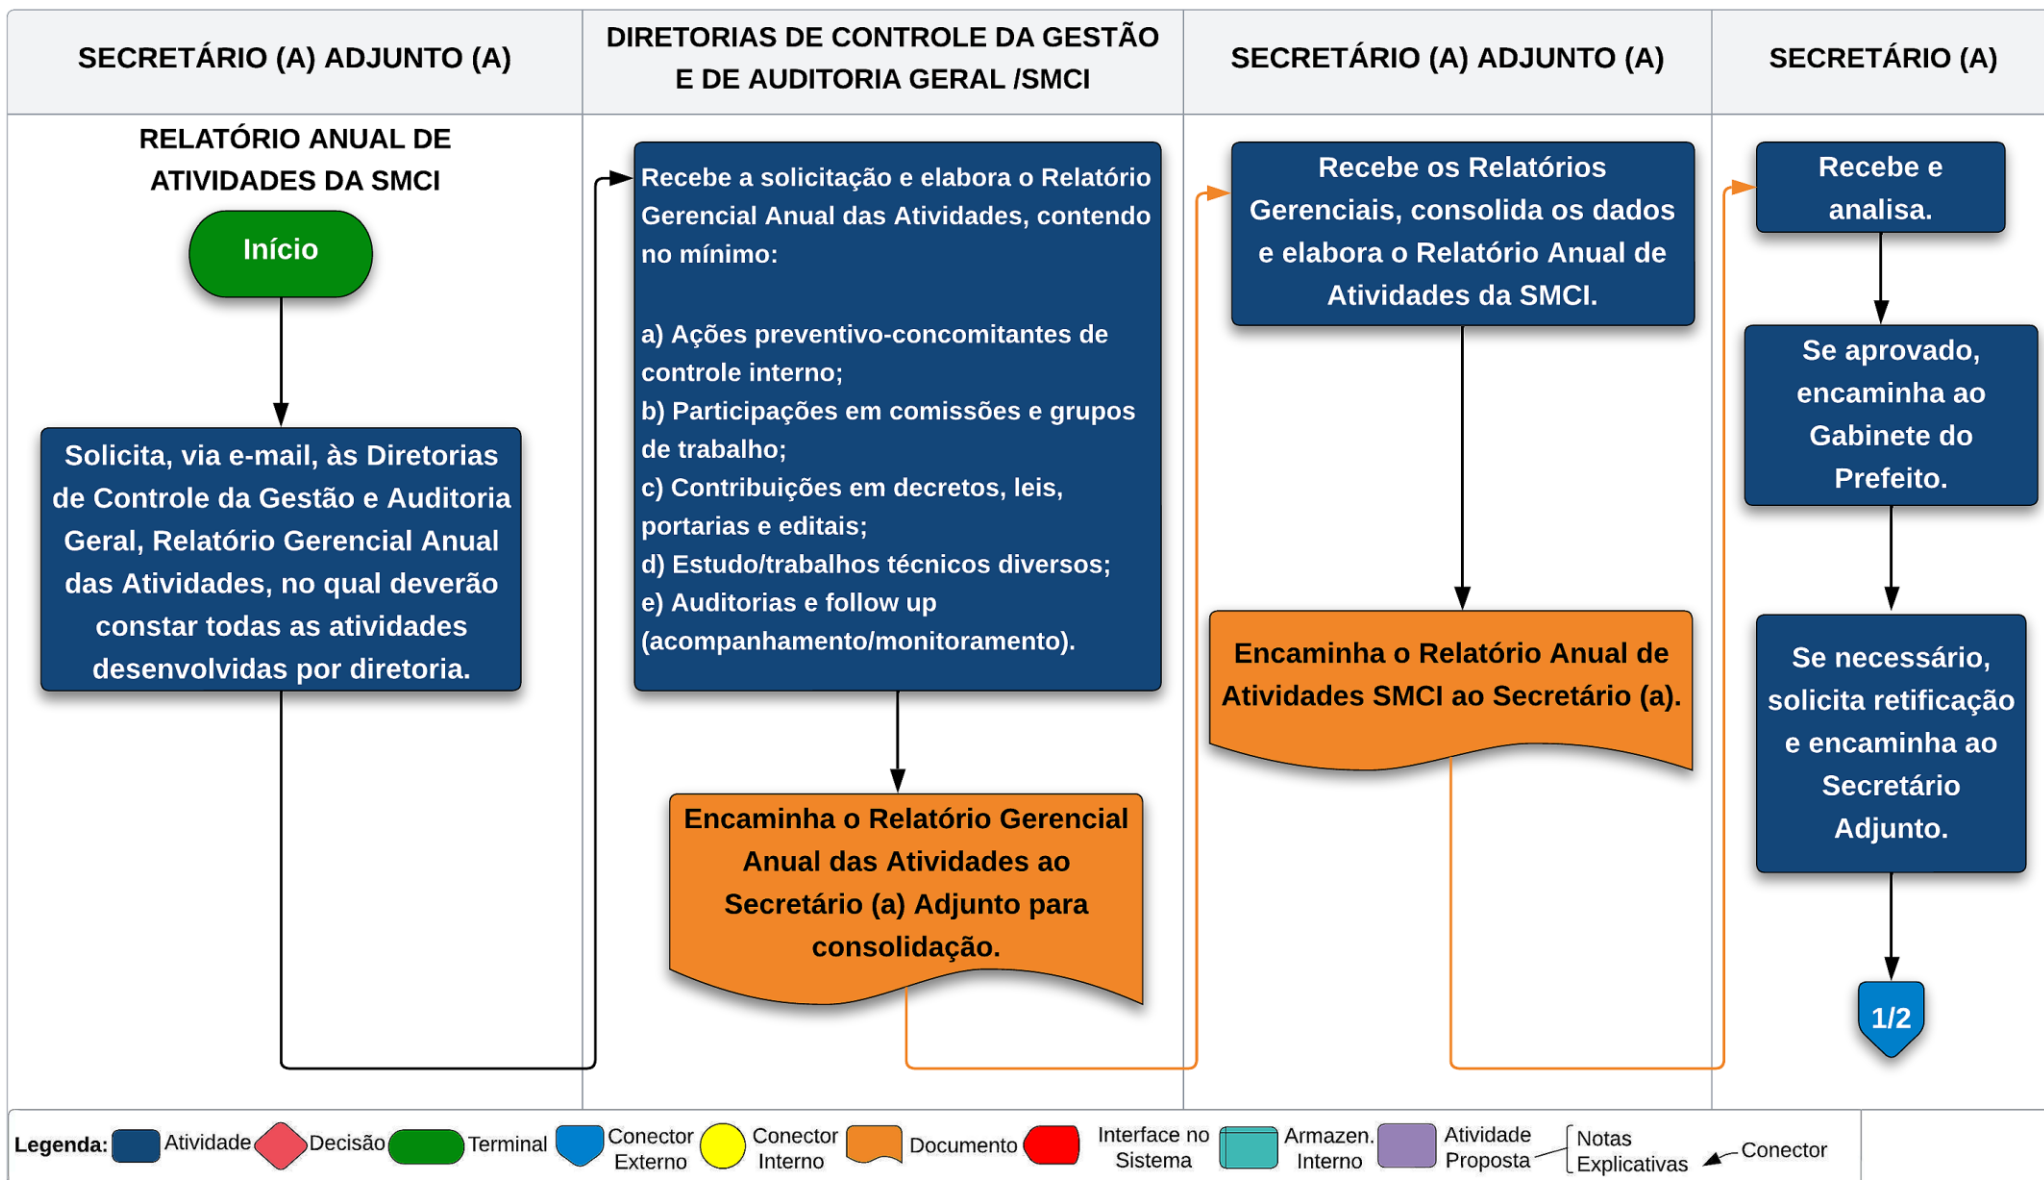 SECRETÁRIO (A) ADJUNTO (A)
DIRETORIAS DE CONTROLE DA GESTÃO
E DE AUDITORIA GERAL /SMCI
SECRETÁRIO (A) ADJUNTO (A)
SECRETÁRIO (A)
RELATÓRIO ANUAL DE
ATIVIDADES DA SMCI
Início
Solicita, via e-mail, às Diretorias
de Controle da Gestão e Auditoria
Geral, Relatório Gerencial Anual
das Atividades, no qual deverão
constar todas as atividades
desenvolvidas por diretoria.
Recebe a solicitação e elabora o Relatório
Gerencial Anual das Atividades, contendo
no mínimo:
a) Ações preventivo-concomitantes de
controle interno;
b) Participações em comissões e grupos
de trabalho;
c) Contribuições em decretos, leis,
portarias e editais;
d) Estudo/trabalhos técnicos diversos;
e) Auditorias e follow up
(acompanhamento/monitoramento).
Encaminha o Relatório Gerencial
Anual das Atividades ao
Secretário (a) Adjunto para
consolidação.
Recebe os Relatórios
Gerenciais, consolida os dados
e elabora o Relatório Anual de
Atividades da SMCI.
Encaminha o Relatório Anual de
Atividades SMCI ao Secretário (a).
Recebe e
analisa.
Se aprovado,
encaminha ao
Gabinete do
Prefeito.
Se necessário,
solicita retificação
e encaminha ao
Secretário
Adjunto.
1/2
Legenda:
Atividade
Decisão
Terminal
Conector
Externo
Conector
Interno
Documento
Interface no
Sistema
Armazen.
Interno
Atividade
Proposta
Notas
Explicativas
Conector